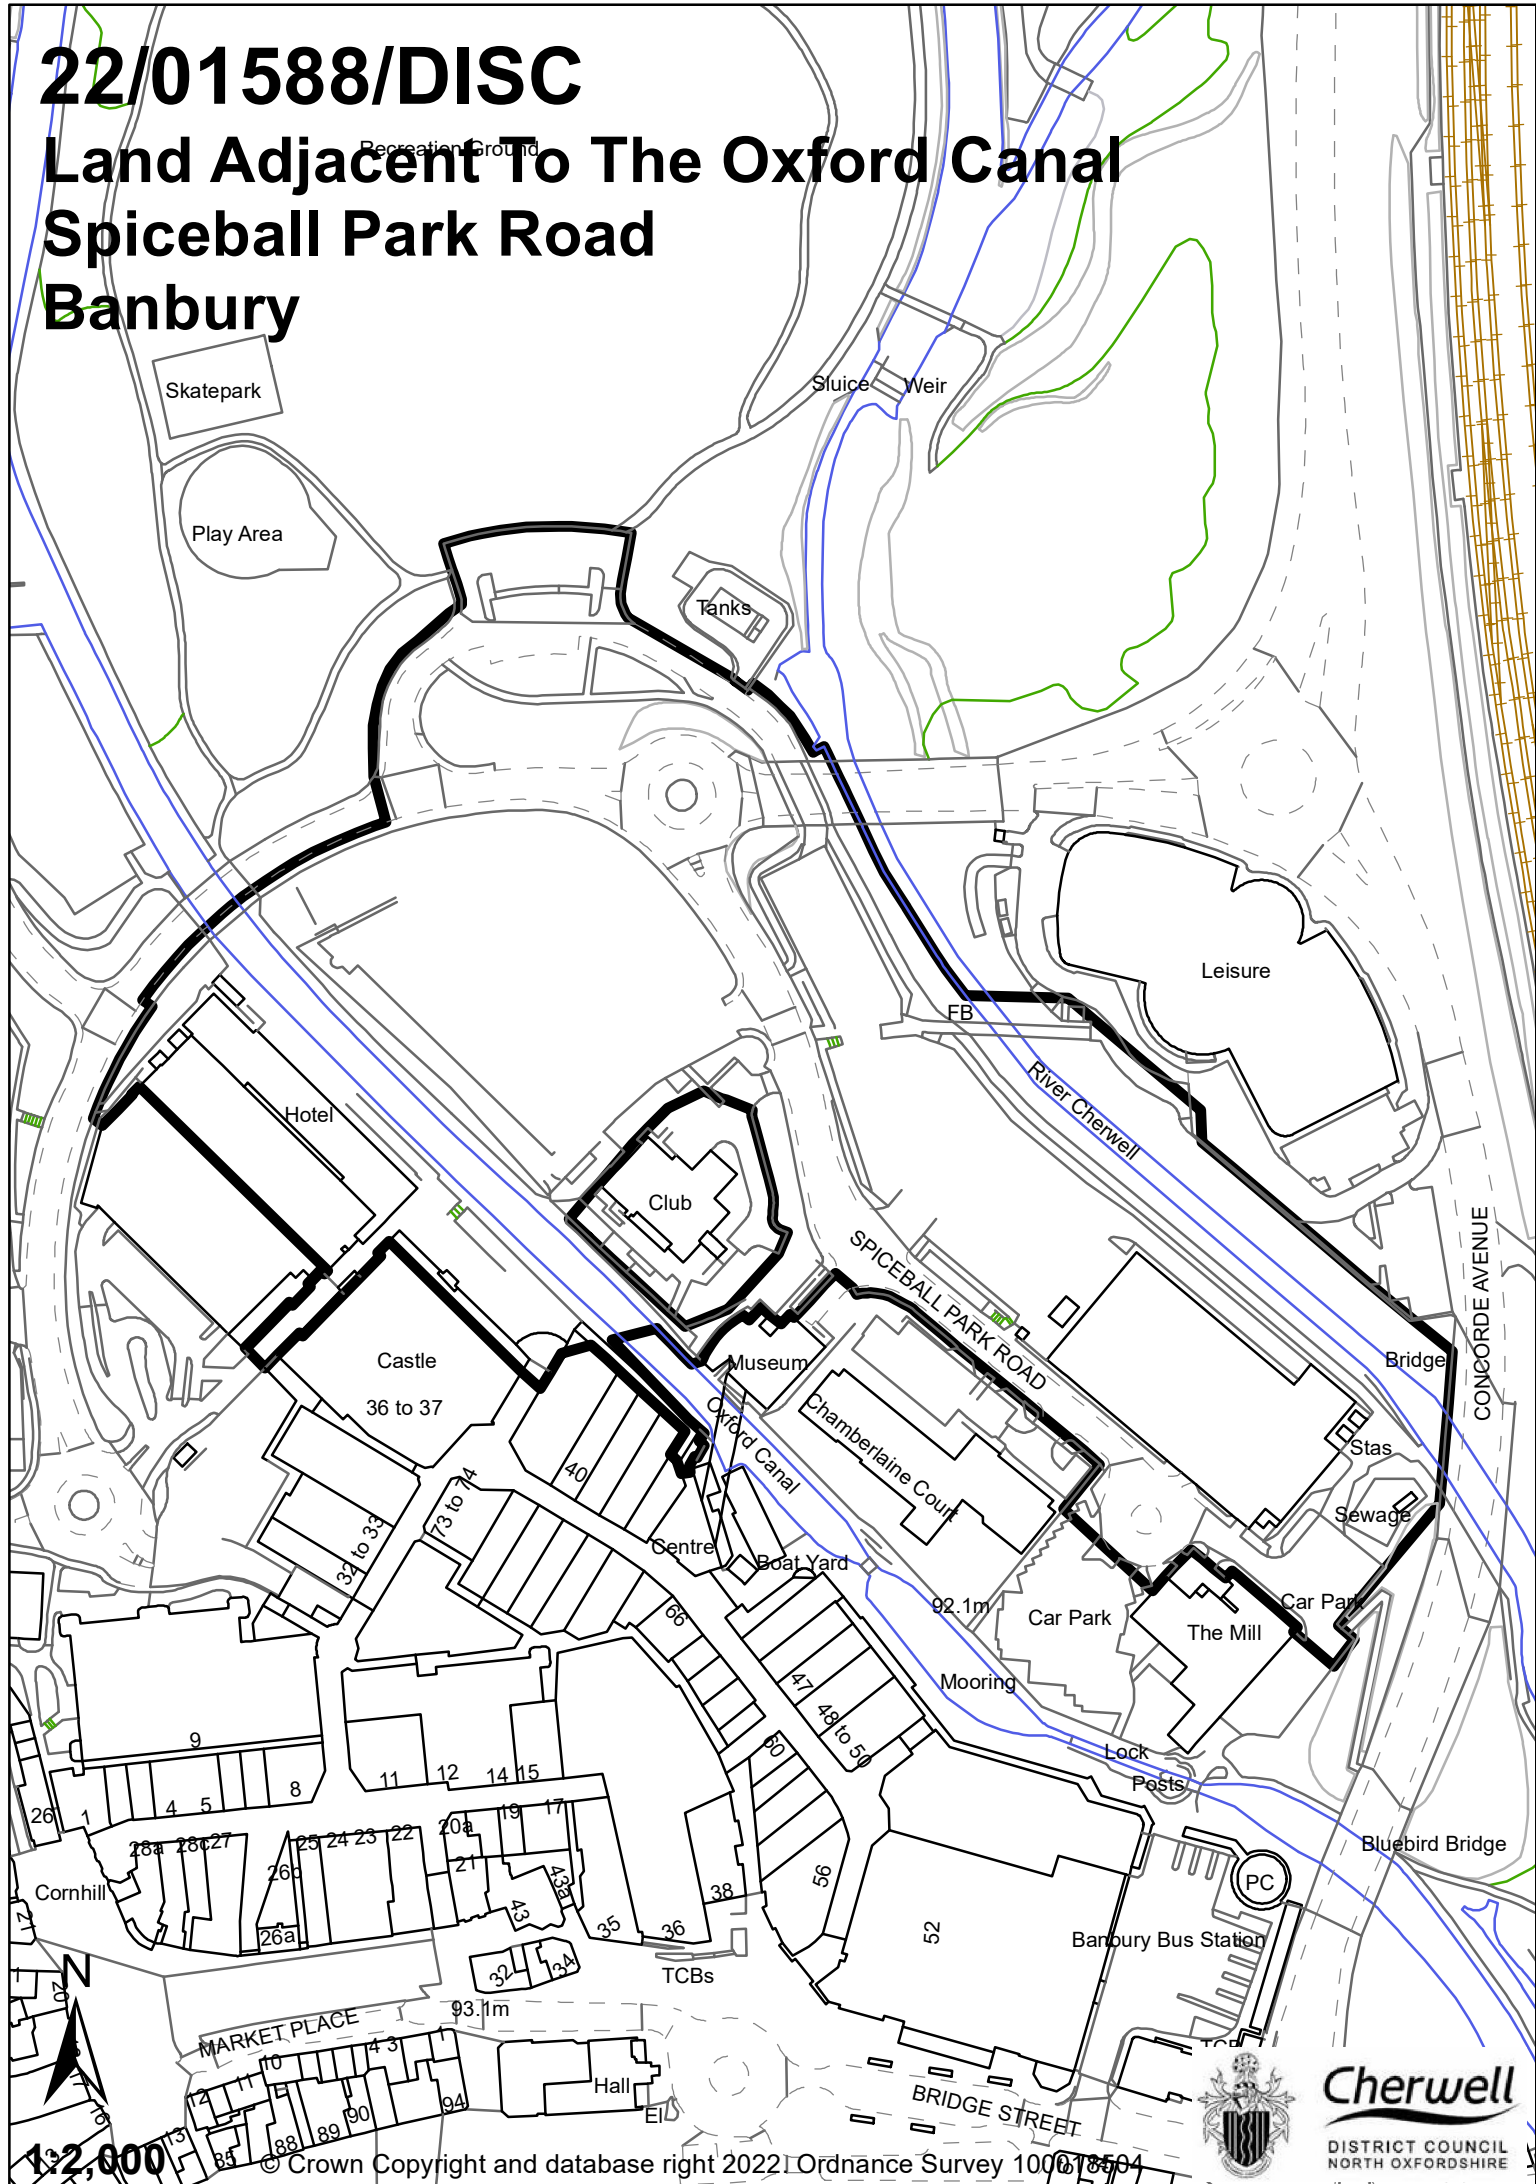 22/01588/DISC
Recreation Ground
Land Adjacent To The Oxford Canal
Spiceball Park Road
Banbury
Skatepark
Sluice
Weir
Play Area
Tanks
Leisure
FB
River Cherwell
Hotel
Club
CONCORDE AVENUE
SPICEBALL PARK ROAD
Museum
Bridge
Castle
36 to 37
Oxford Canal
Chamberlaine Court
Stas
40
73 to 74
Sewage
32 to 33
Centre
Boat Yard
66
92.1m
Car Park
Car Park
The Mill
Mooring
47
48 to 50
9
60
Lock
Posts
8
11
12
14
15
26
1
4
5
19
17
20a
28a
28c
27
25
24
23
22
21
26c
43a
56
Bluebird Bridge
Cornhill
38
PC
43
35
36
52
21
26a
Banbury Bus Station
N
32
34
TCBs
20
93.1m
MARKET PLACE
10
4
3
1
12
11
17
16
13
Hall
El
94
90
89
88
85
BRIDGE STREET
Cherwell
DISTRICT COUNCIL
NORTH OXFORDSHIRE
1:2,000
© Crown Copyright and database right 2022. Ordnance Survey 100018504